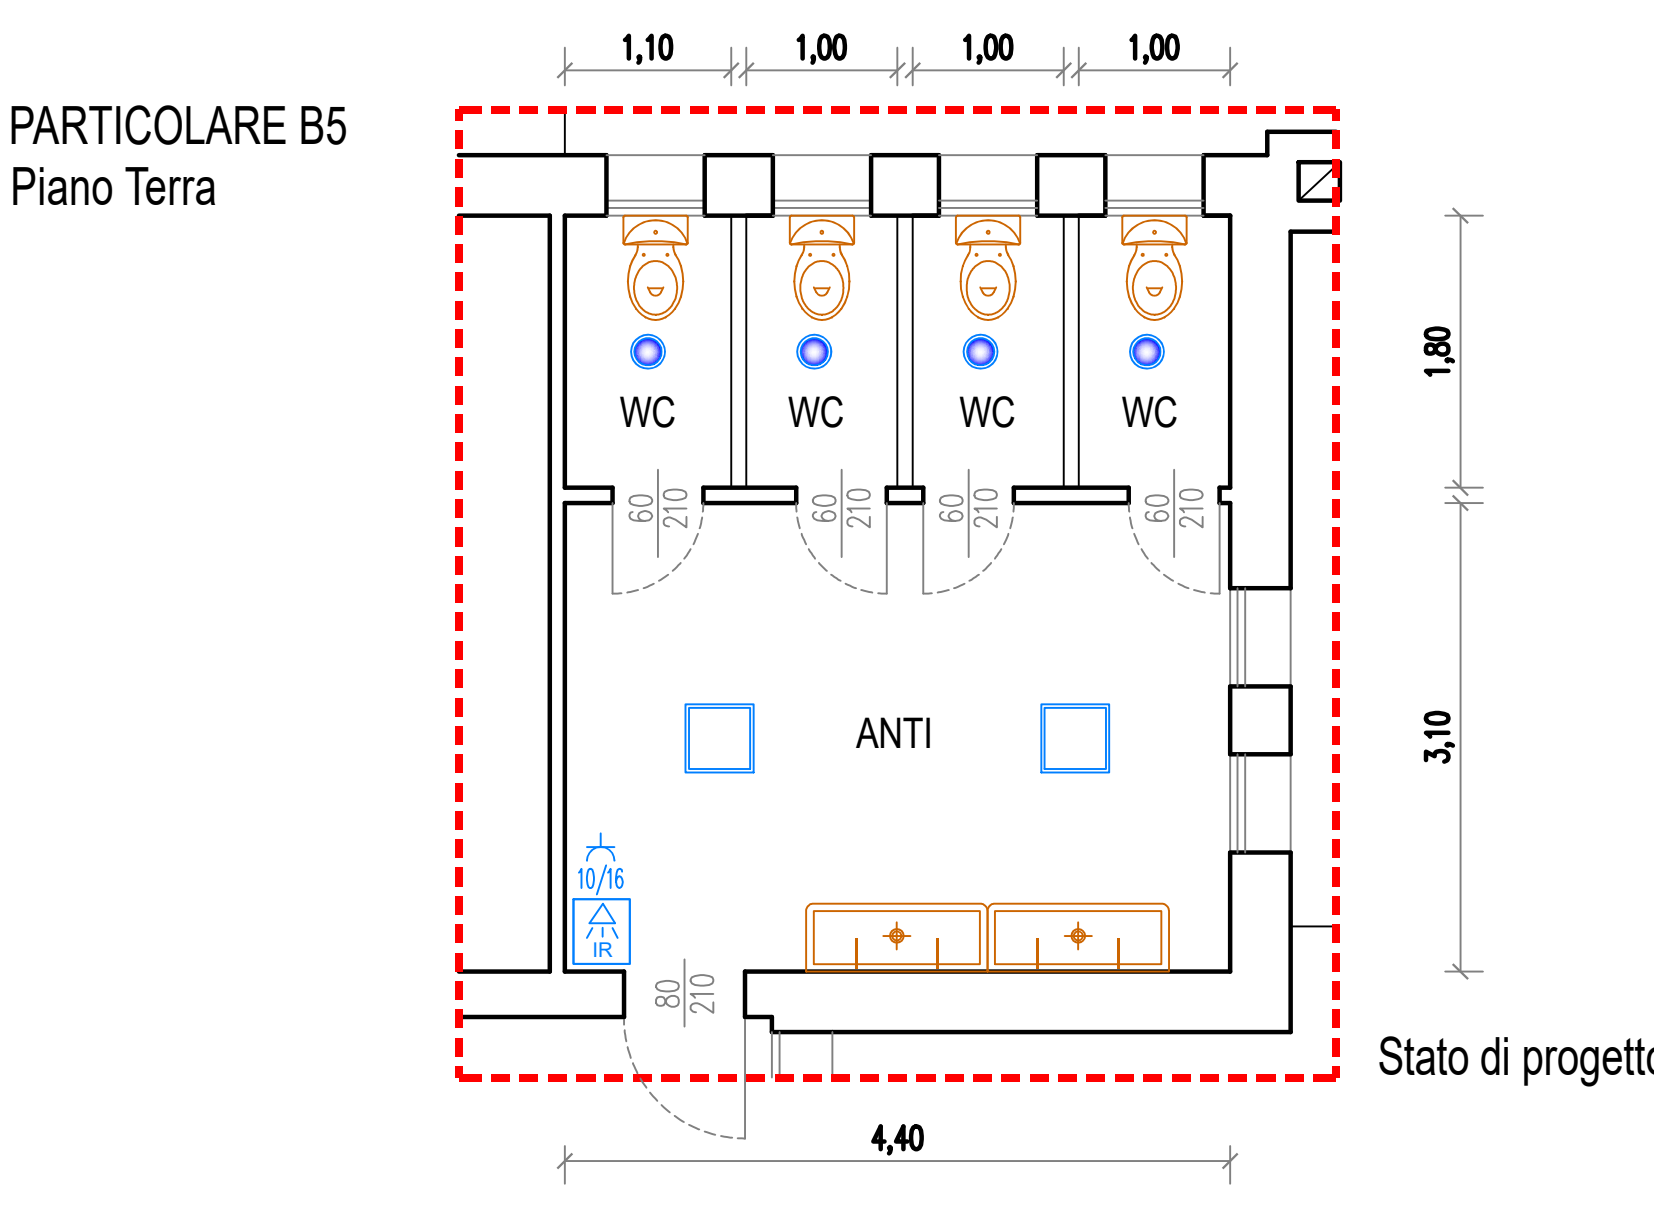 1,10 1,00 1,00 1,00
PARTICOLARE B5
Piano Terra
1,80
WC WC WC WC
60 210 60 210 60 210 60 210
ANTI
3,10
10/16
IR
80 210
Stato di progetto
4,40